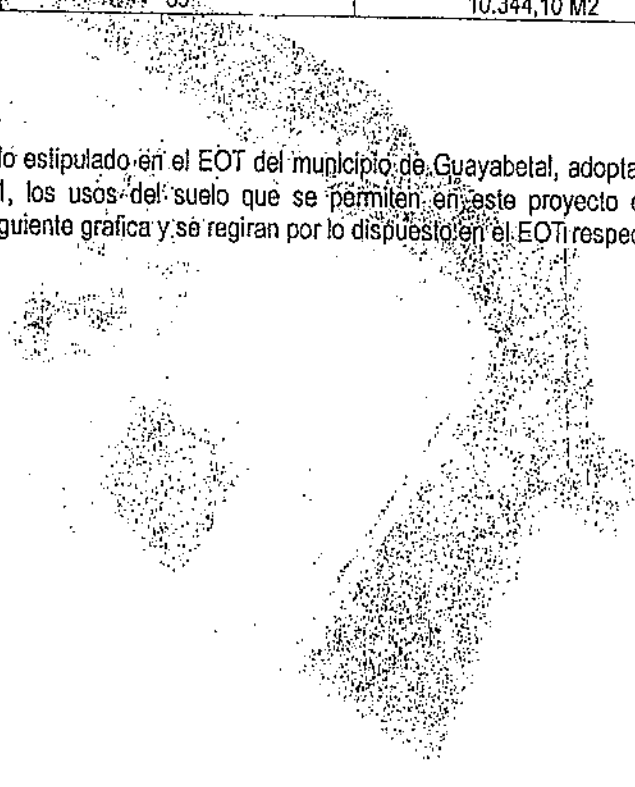 10.344,10 M2
lo estipulado en el EOT del municipio de Guayabetal, adopta
1, los usos del suelo que se permiten en este proyecto
guiente grafica y se regiran por lo dispuesto en el EOT respec